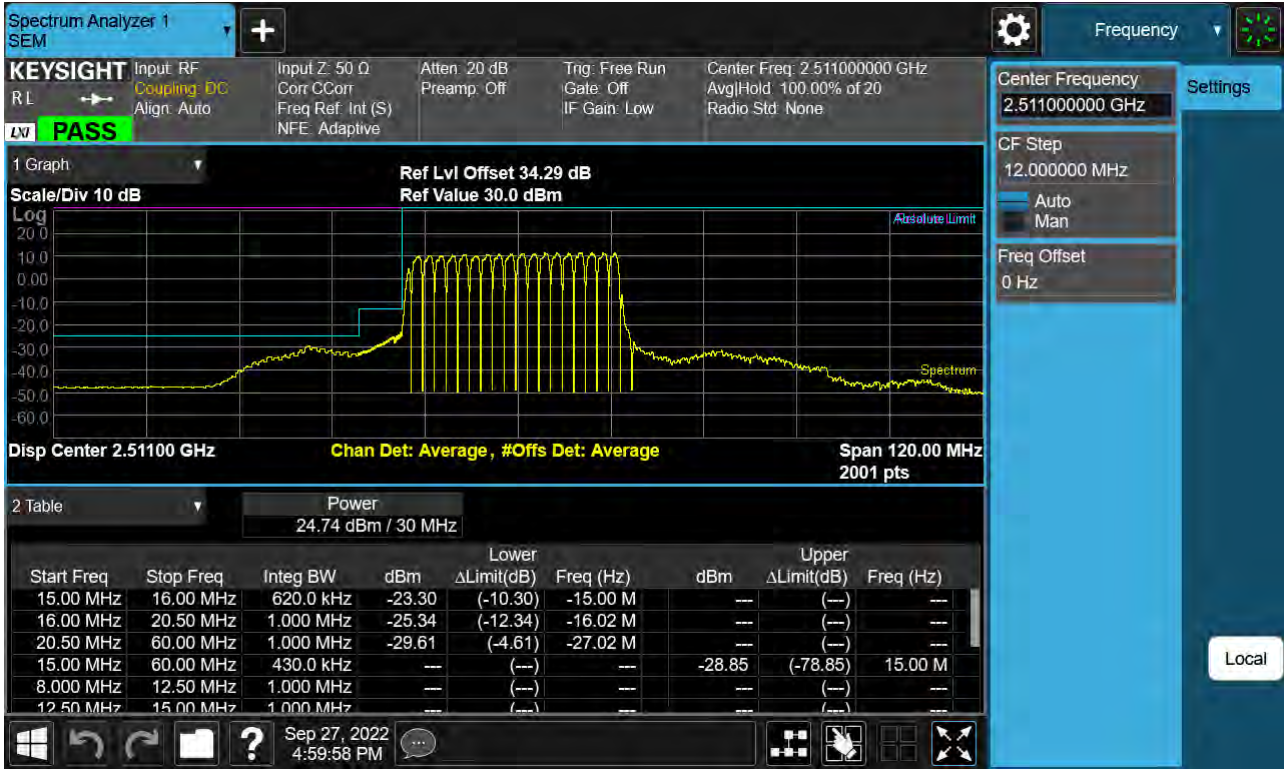 Spectrum Analyzer 1
SEM
Frequency
KEYSIGHT
R L
LXI PASS
Input: RF
Coupling: DC
Align: Auto
Input Z: 50 Ω
Corr CCorr
Freq Ref: Int (S)
NFE: Adaptive
Atten: 20 dB
Preamp: Off
Trig: Free Run
Gate: Off
IF Gain: Low
Center Freq: 2.511000000 GHz
Avg|Hold: 100.00% of 20
Radio Std: None
Center Frequency
2.511000000 GHz
Settings
CF Step
12.000000 MHz
Auto
Man
Freq Offset
0 Hz
Local
1 Graph
Scale/Div 10 dB
Ref Lvl Offset 34.29 dB
Ref Value 30.0 dBm
Log
Absolute Limit
20.0
10.0
0.00
-10.0
-20.0
-30.0
-40.0
-50.0
-60.0
Spectrum
Disp Center 2.51100 GHz
Chan Det: Average, #Offs Det: Average
Span 120.00 MHz
2001 pts
2 Table
Power
24.74 dBm / 30 MHz
Lower Upper
Start Freq Stop Freq Integ BW dBm ΔLimit(dB) Freq (Hz) dBm ΔLimit(dB) Freq (Hz)
15.00 MHz 16.00 MHz 620.0 kHz -23.30 (-10.30) -15.00 M --- (---) ---
16.00 MHz 20.50 MHz 1.000 MHz -25.34 (-12.34) -16.02 M --- (---) ---
20.50 MHz 60.00 MHz 1.000 MHz -29.61 (-4.61) -27.02 M --- (---) ---
15.00 MHz 60.00 MHz 430.0 kHz --- (---) --- -28.85 (-78.85) 15.00 M
8.000 MHz 12.50 MHz 1.000 MHz --- (---) --- --- (---) ---
12.50 MHz 15.00 MHz 1.000 MHz --- (---) --- --- (---) ---
Sep 27, 2022
4:59:58 PM